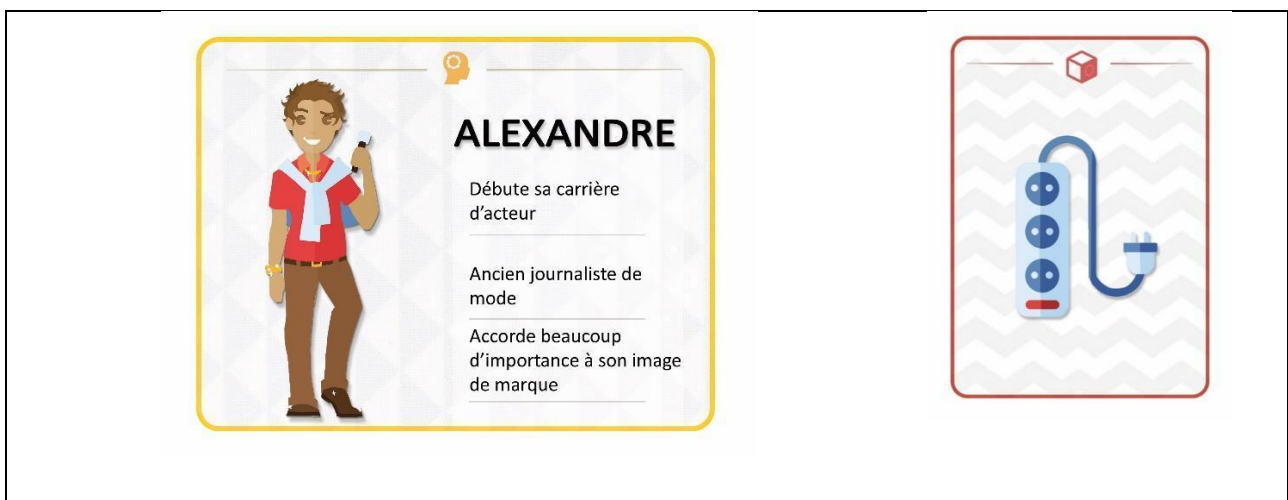 ALEXANDRE
Débute sa carrière
d’acteur
Ancien journaliste de
mode
Accorde beaucoup
d’importance à son image
de marque